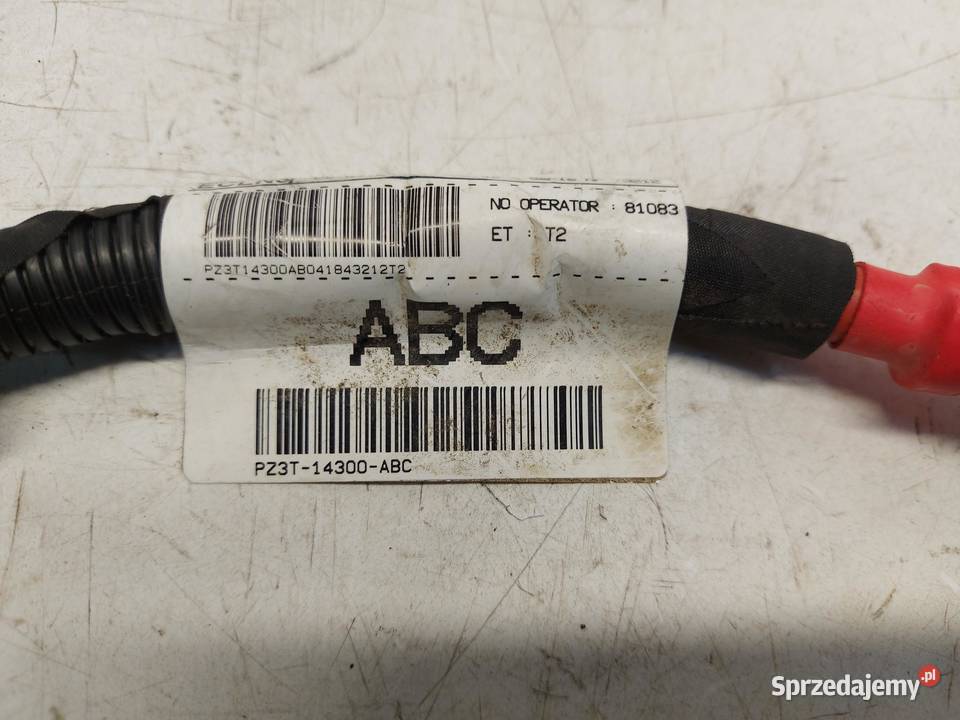 NO OPERATOR : 81083
PZ3T14300AB041843212T2
ET : T2
ABC
PZ3T-14300-ABC
Sprzedajemy.pl